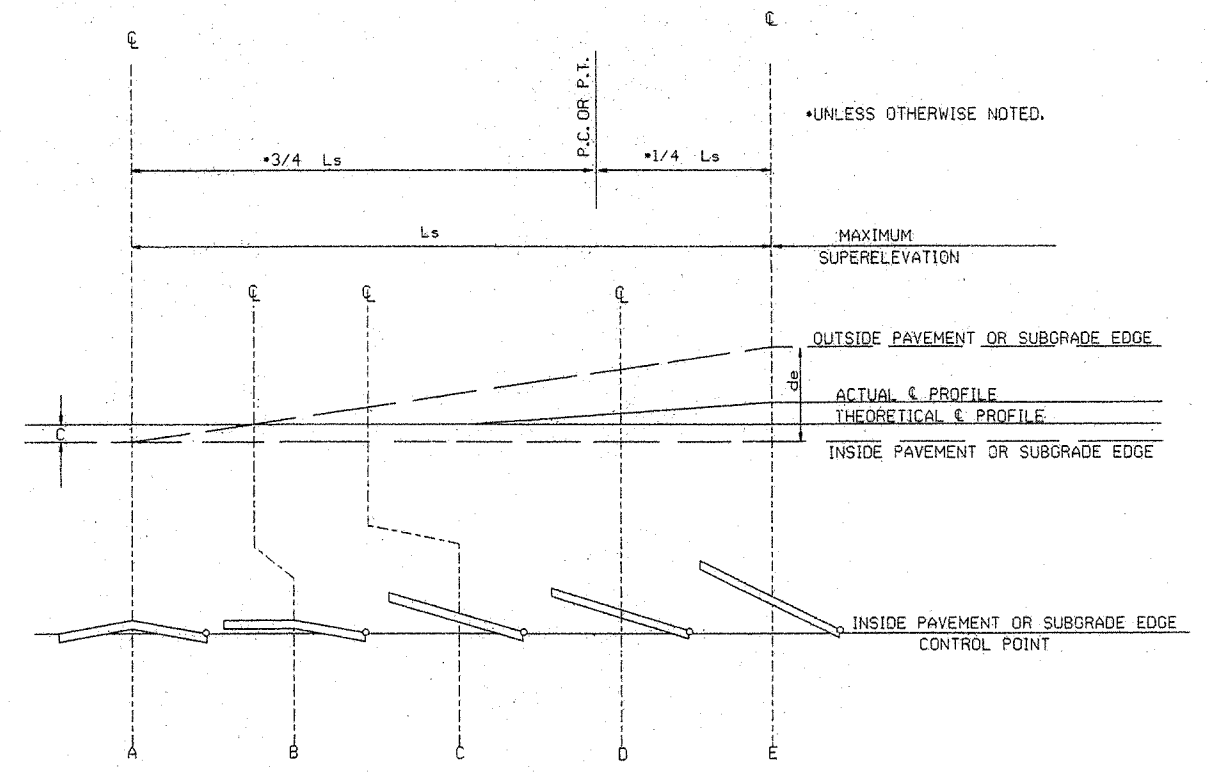 ℄ ℄
P.C. OR P.T.
*UNLESS OTHERWISE NOTED.
*3/4 Ls *1/4 Ls
Ls
MAXIMUM
SUPERELEVATION
℄ ℄ ℄
OUTSIDE PAVEMENT OR SUBGRADE EDGE
de
ACTUAL ℄ PROFILE
THEORETICAL ℄ PROFILE
C
INSIDE PAVEMENT OR SUBGRADE EDGE
INSIDE PAVEMENT OR SUBGRADE EDGE
CONTROL POINT
A B C D E